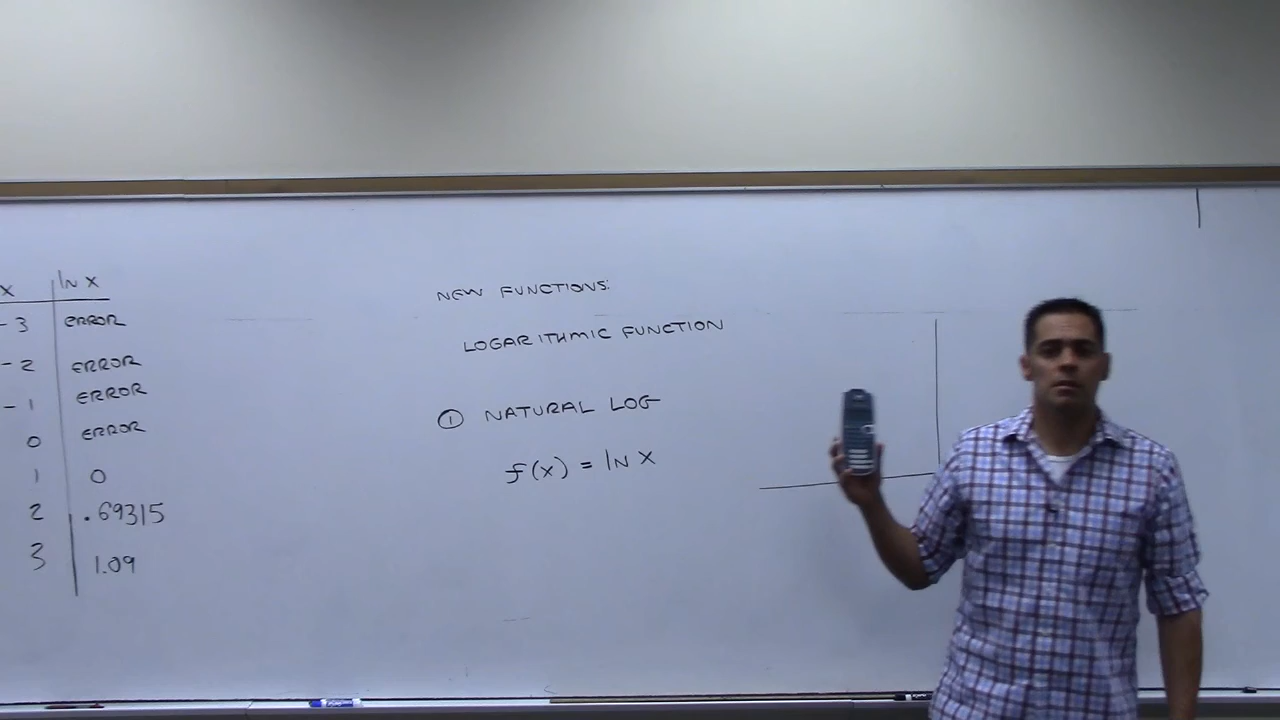 x ln x
-3 ERROR
-2 ERROR
-1 ERROR
0 ERROR
1 0
2 .69315
3 1.09
NEW FUNCTIONS:
LOGARITHMIC FUNCTION
① NATURAL LOG
f(x) = ln x